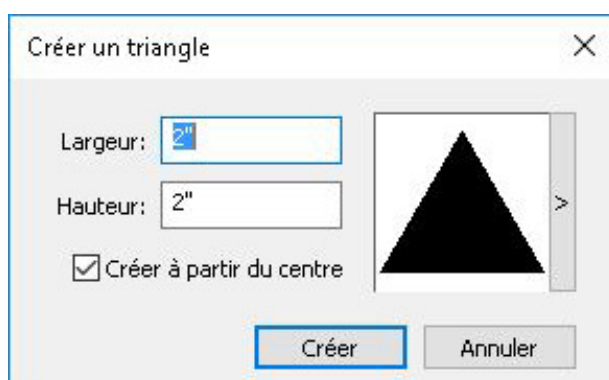 Créer un triangle
Largeur: 2"
Hauteur: 2"
Créer à partir du centre
>
Créer Annuler